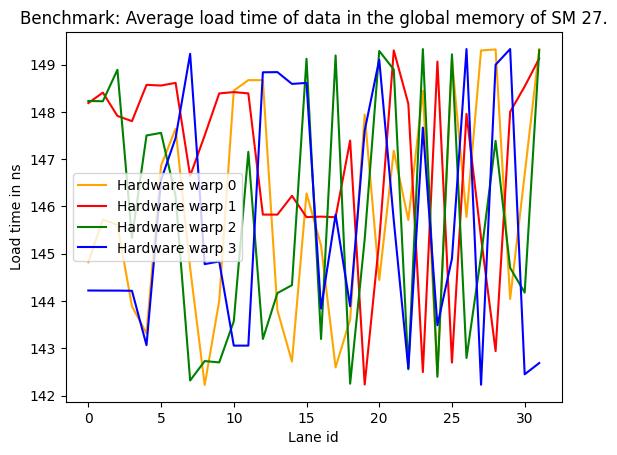 Benchmark: Average load time of data in the global memory of SM 27.
149
148
147
146
145
144
143
142
Load time in ns
Hardware warp 0
Hardware warp 1
Hardware warp 2
Hardware warp 3
0 5 10 15 20 25 30
Lane id